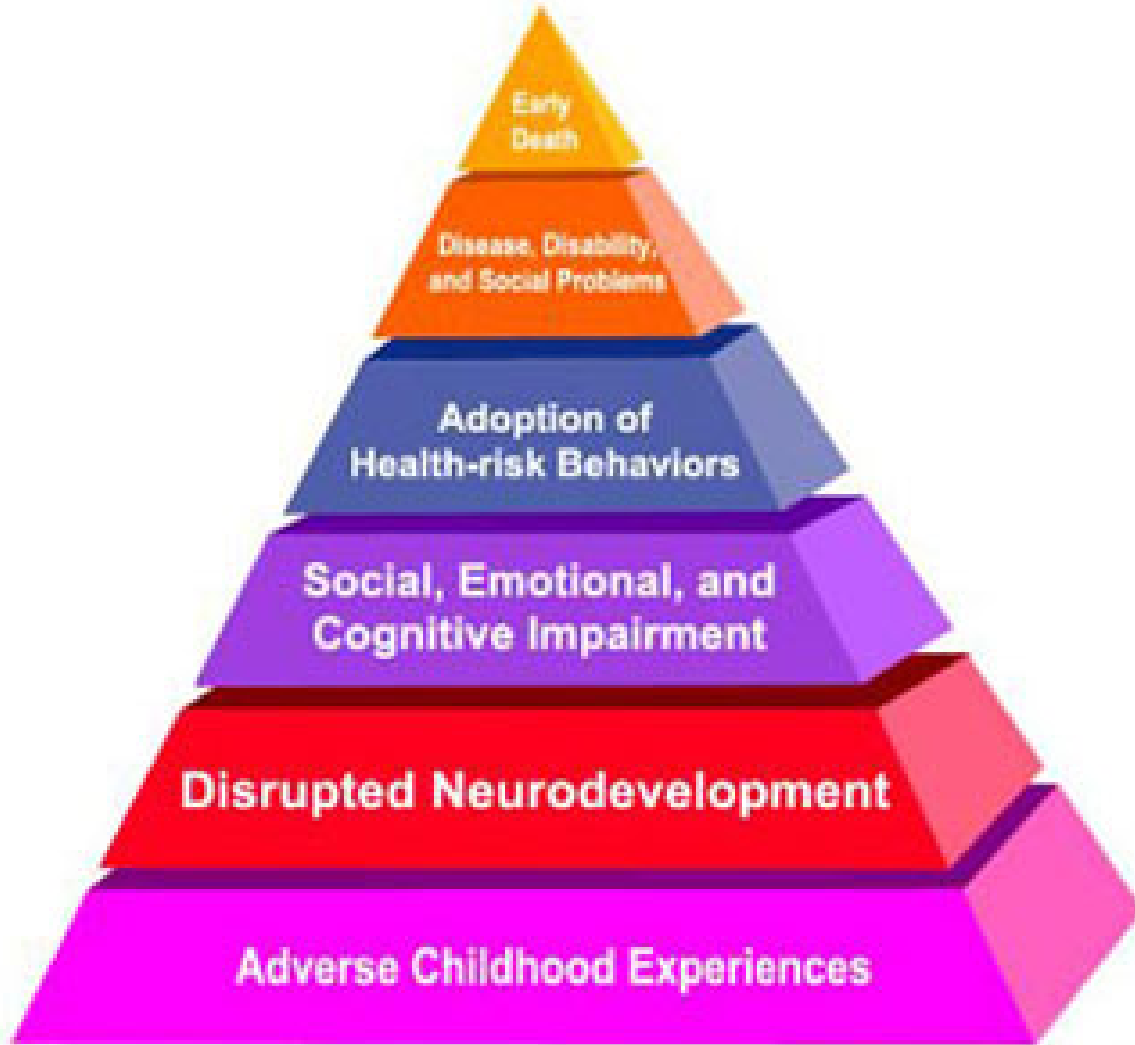 Early
Death
Disease, Disability,
and Social Problems
Adoption of
Health-risk Behaviors
Social, Emotional, and
Cognitive Impairment
Disrupted Neurodevelopment
Adverse Childhood Experiences